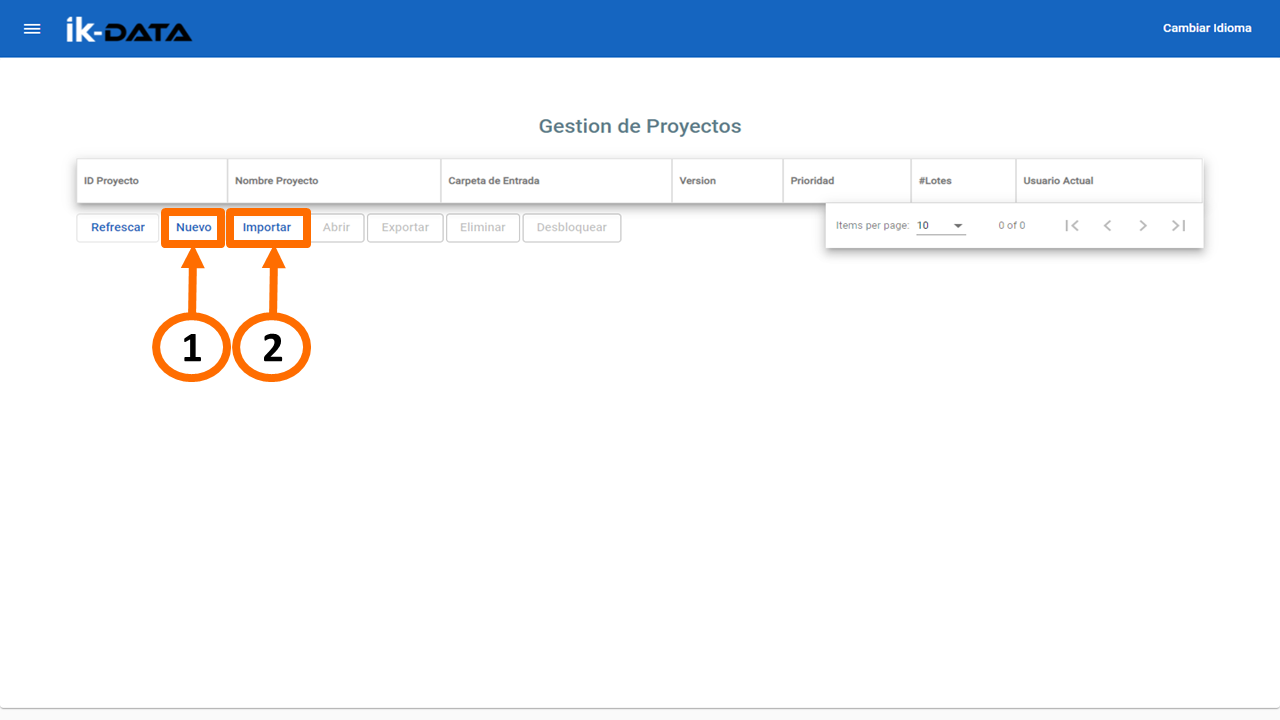 ik-DATA Cambiar Idioma
Gestion de Proyectos
ID Proyecto Nombre Proyecto Carpeta de Entrada Version Prioridad #Lotes Usuario Actual
Refrescar Nuevo Importar Abrir Exportar Eliminar Desbloquear Items per page: 10 0 of 0
1 2